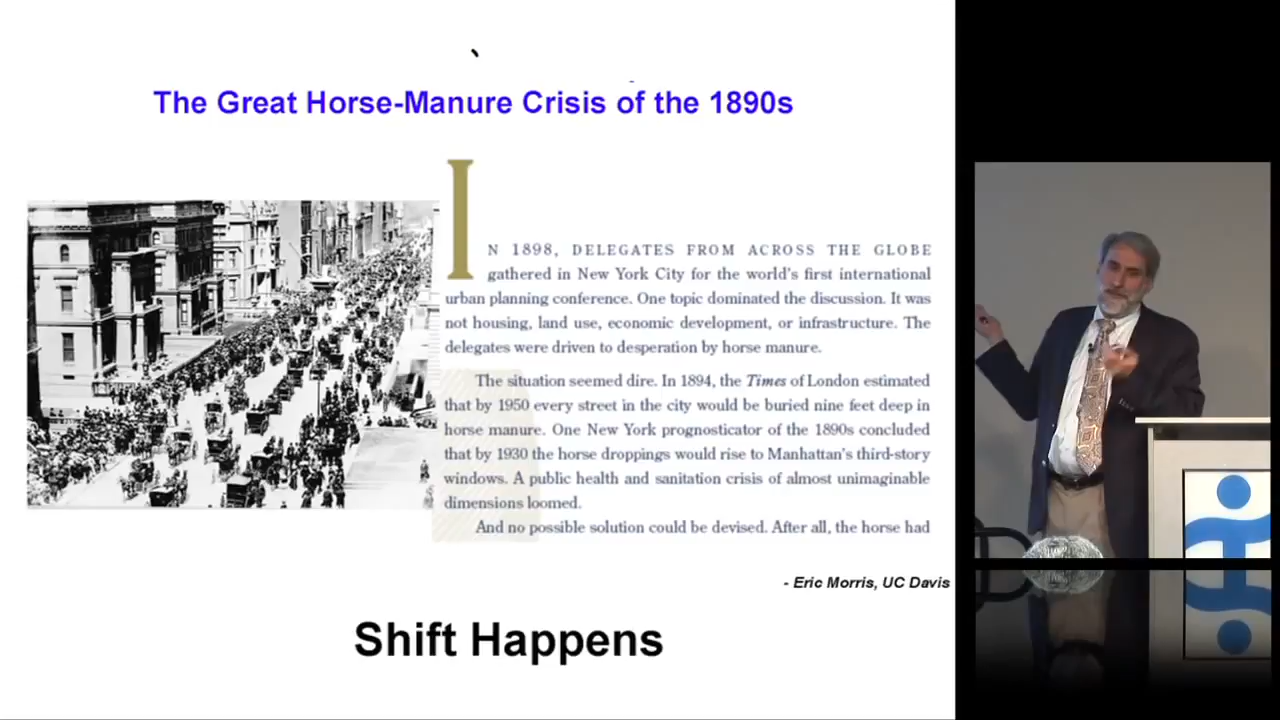 The Great Horse-Manure Crisis of the 1890s
IN 1898, DELEGATES FROM ACROSS THE GLOBE
gathered in New York City for the world's first international
urban planning conference. One topic dominated the discussion. It was
not housing, land use, economic development, or infrastructure. The
delegates were driven to desperation by horse manure.
The situation seemed dire. In 1894, the Times of London estimated
that by 1950 every street in the city would be buried nine feet deep in
horse manure. One New York prognosticator of the 1890s concluded
that by 1930 the horse droppings would rise to Manhattan's third-story
windows. A public health and sanitation crisis of almost unimaginable
dimensions loomed.
And no possible solution could be devised. After all, the horse had
- Eric Morris, UC Davis
Shift Happens